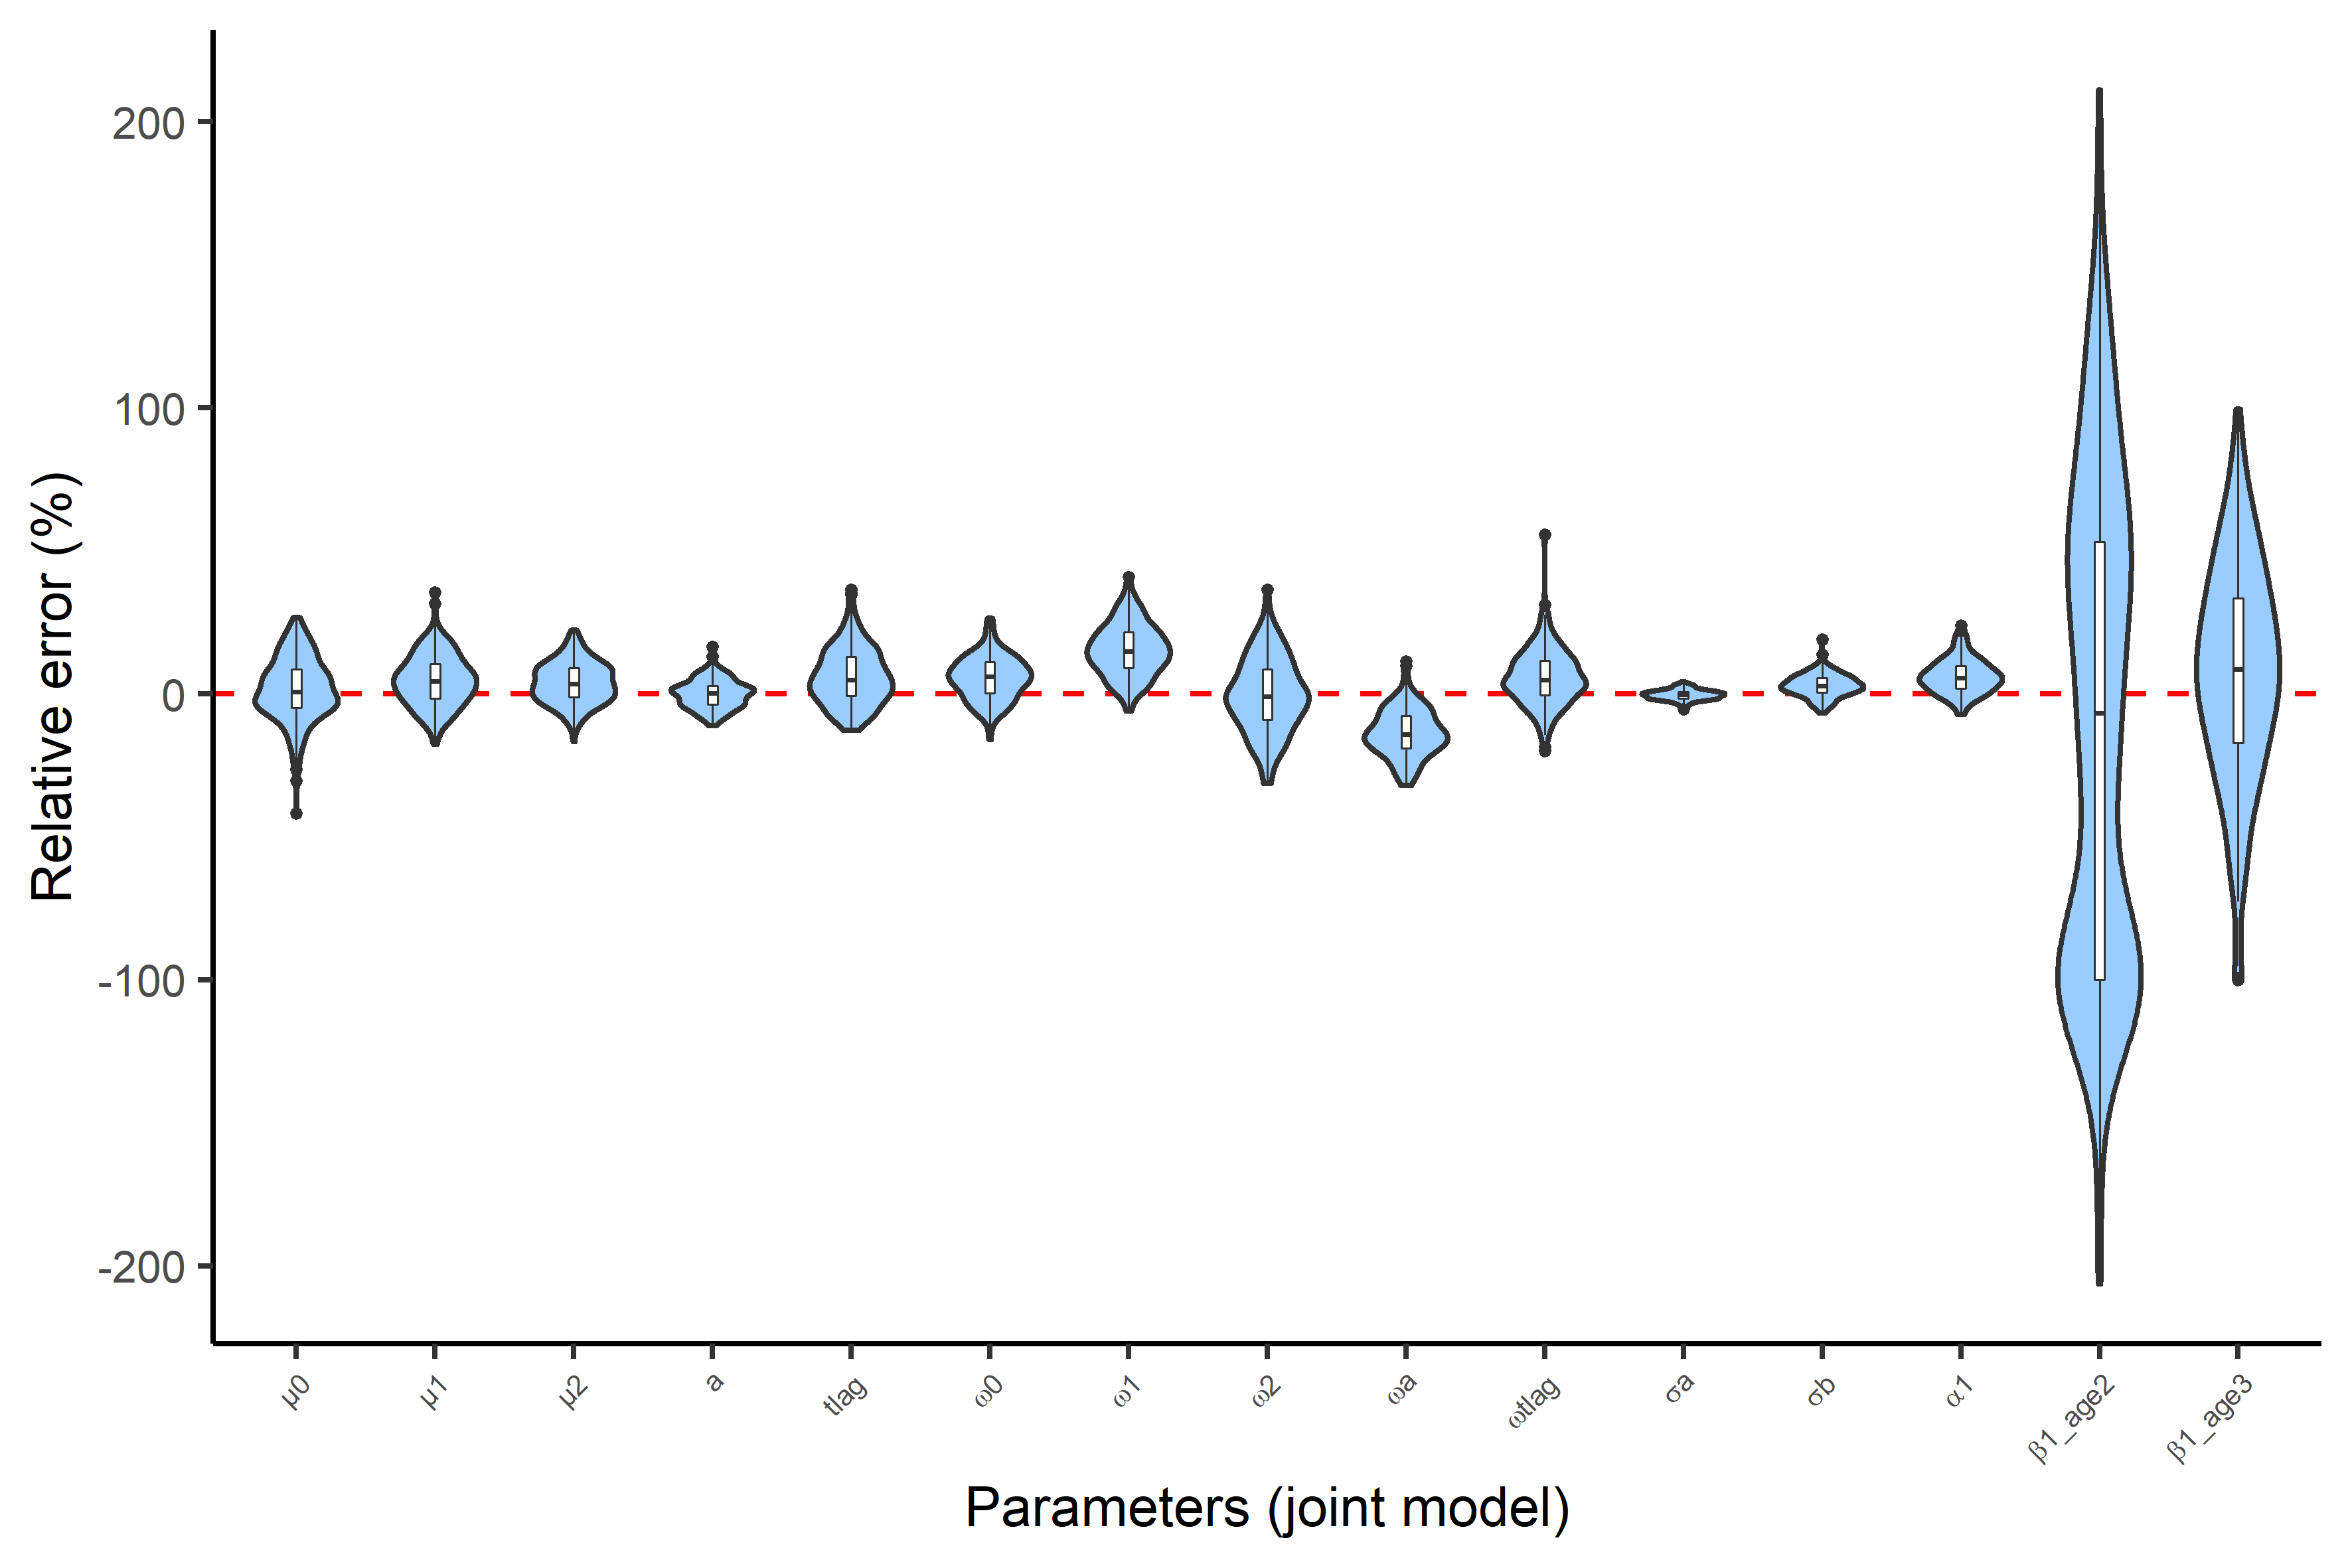 Relative error (%)
200
100
0
-100
-200
μ0
μ1
μ2
a
tlag
ω0
ω1
ω2
ωa
ωtlag
σa
σb
α1
β1_age2
β1_age3
Parameters (joint model)